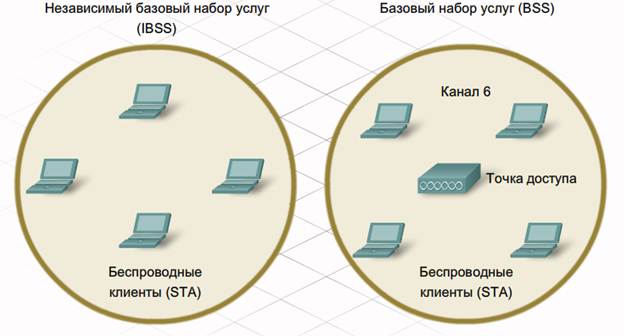 Независимый базовый набор услуг
(IBSS)
Базовый набор услуг (BSS)
Канал 6
Точка доступа
Беспроводные
клиенты (STA)
Беспроводные
клиенты (STA)